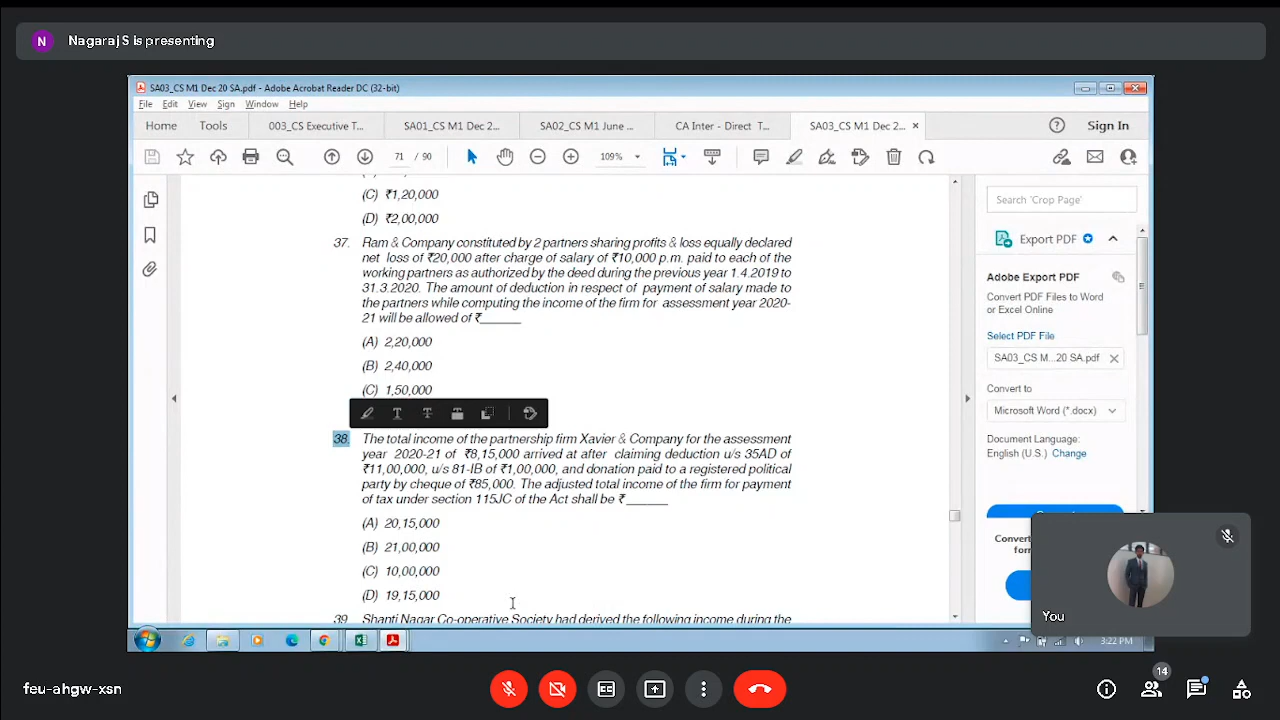 N Nagaraj S is presenting
SA03_CS M1 Dec 20 SA.pdf - Adobe Acrobat Reader DC (32-bit)
File Edit View Sign Window Help
Home Tools 003_CS Executive T... SA01_CS M1 Dec 2... SA02_CS M1 June ... CA Inter - Direct T... SA03_CS M1 Dec 2... × Sign In
71 / 90 109%
(C) ₹1,20,000
(D) ₹2,00,000
37. Ram & Company constituted by 2 partners sharing profits & loss equally declared
net loss of ₹20,000 after charge of salary of ₹10,000 p.m. paid to each of the
working partners as authorized by the deed during the previous year 1.4.2019 to
31.3.2020. The amount of deduction in respect of payment of salary made to
the partners while computing the income of the firm for assessment year 2020-
21 will be allowed of ₹______
(A) 2,20,000
(B) 2,40,000
(C) 1,50,000
38. The total income of the partnership firm Xavier & Company for the assessment
year 2020-21 of ₹8,15,000 arrived at after claiming deduction u/s 35AD of
₹11,00,000, u/s 81-IB of ₹1,00,000, and donation paid to a registered political
party by cheque of ₹85,000. The adjusted total income of the firm for payment
of tax under section 115JC of the Act shall be ₹______
(A) 20,15,000
(B) 21,00,000
(C) 10,00,000
(D) 19,15,000
39 Shanti Nagar Co-operative Society had derived the following income during the
Search 'Crop Page'
Export PDF
Adobe Export PDF
Convert PDF Files to Word
or Excel Online
Select PDF File
SA03_CS M...20 SA.pdf
Convert to
Microsoft Word (*.docx)
Document Language:
English (U.S.) Change
You
3:22 PM
feu-ahgw-xsn
CC
14